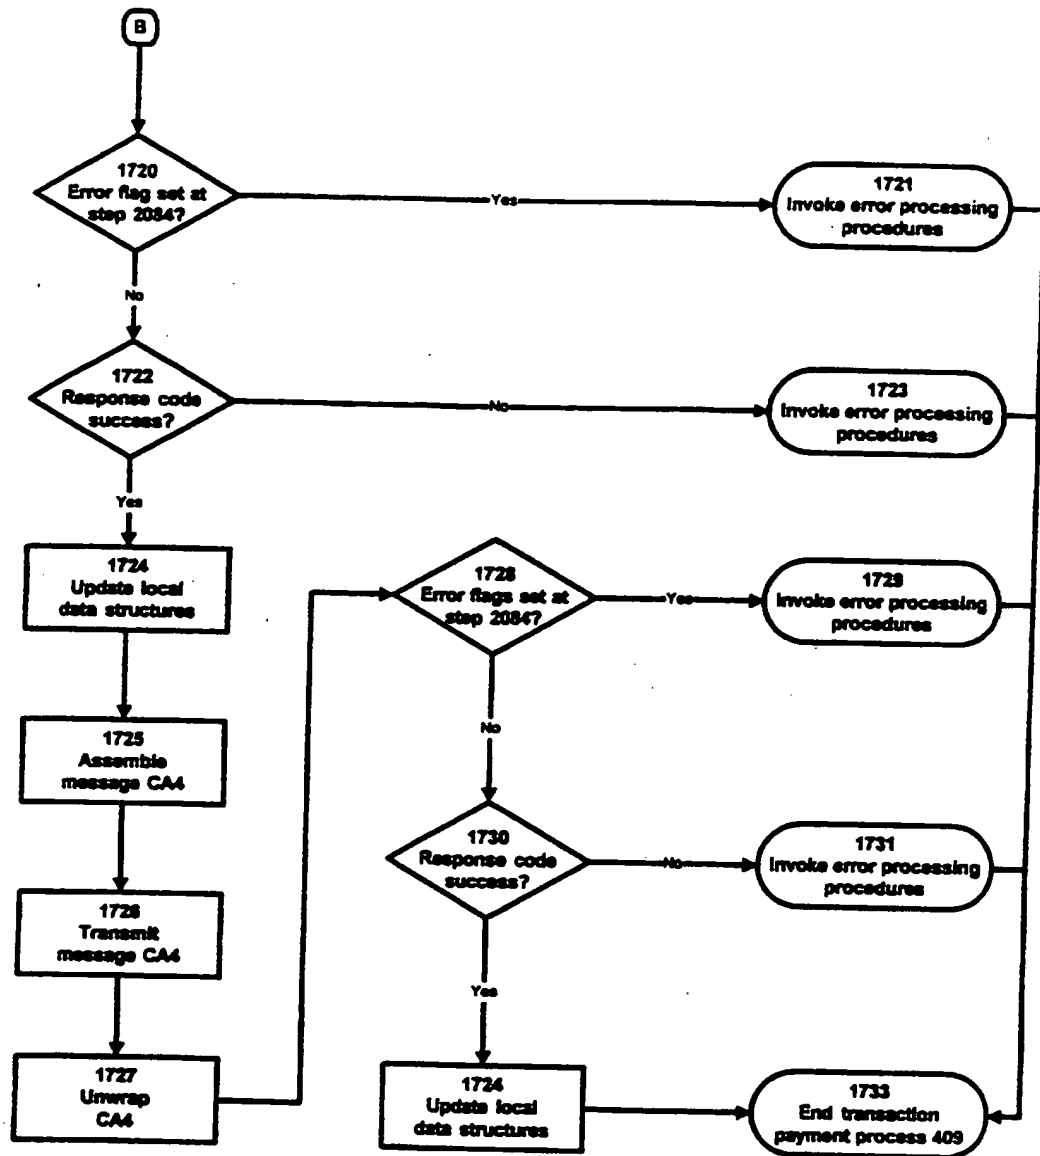 B
1720
Error flag set at
step 2084?
Yes
1721
Invoke error processing
procedures
No
1722
Response code
success?
No
1723
Invoke error processing
procedures
Yes
1724
Update local
data structures
1728
Error flags set at
step 2084?
Yes
1729
Invoke error processing
procedures
No
1725
Assemble
message CA4
1730
Response code
success?
No
1731
Invoke error processing
procedures
1726
Transmit
message CA4
Yes
1727
Unwrap
CA4
1724
Update local
data structures
1733
End transaction
payment process 409